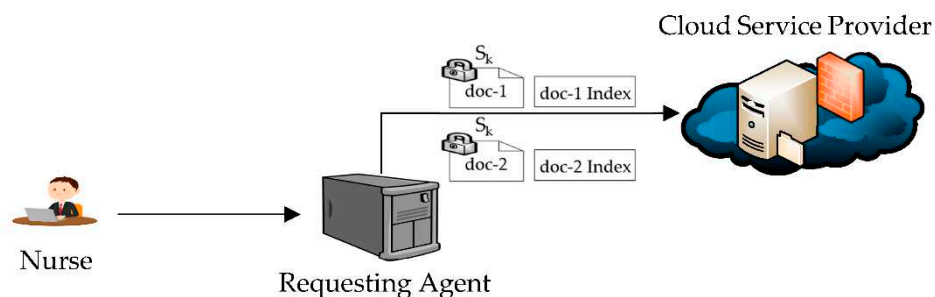 Cloud Service Provider
Sk
doc-1
doc-1 Index
Sk
doc-2
doc-2 Index
Nurse
Requesting Agent